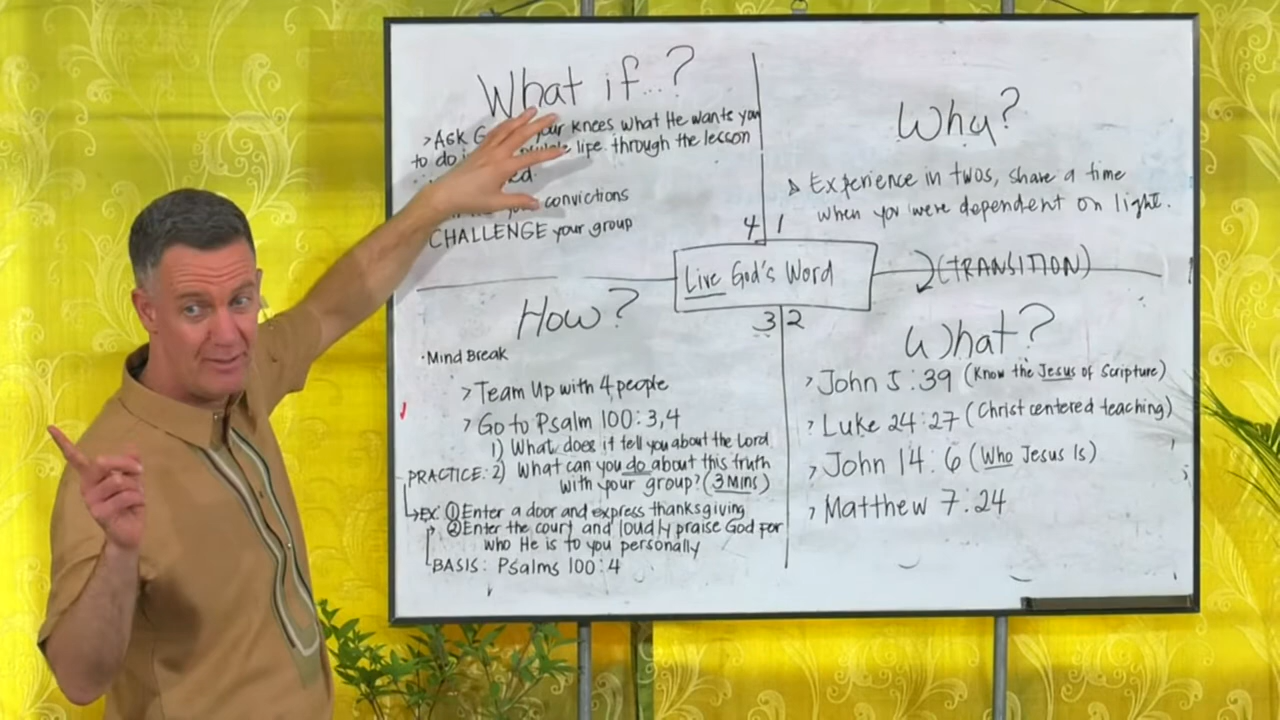 What if...?
>Ask G your knees what He wants you
to do i life through the lesson
convictions
CHALLENGE your group
4
Why?
Experience in twos, share a time
when you were dependent on light.
1
Live God's Word
(TRANSITION)
How?
3
·Mind Break
>Team Up with 4 people
>Go to Psalm 100:3,4
1) What does it tell you about the Lord
PRACTICE: 2) What can you do about this truth
with your group? (3 Mins)
→EX: ①Enter a door and express thanksgiving
②Enter the court and loudly praise God for
who He is to you personally
BASIS: Psalms 100:4
2
What?
>John 5:39 (Know the Jesus of Scripture)
>Luke 24:27 (Christ centered teaching)
>John 14:6 (Who Jesus Is)
>Matthew 7:24